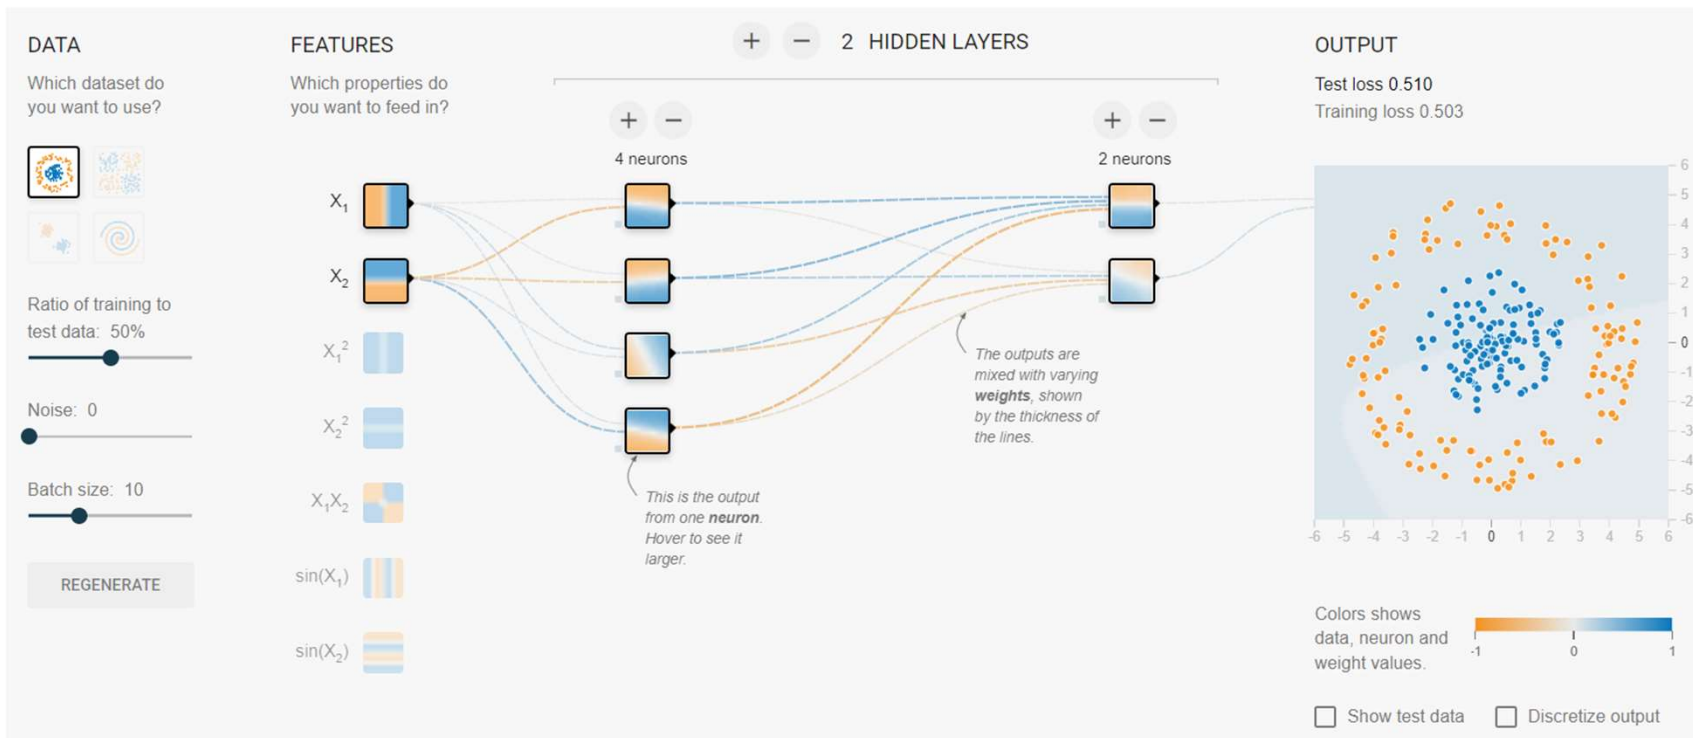 DATA
Which dataset do
you want to use?
Ratio of training to
test data: 50%
Noise: 0
Batch size: 10
REGENERATE
FEATURES
Which properties do
you want to feed in?
X1
X2
X1²
X2²
X1X2
sin(X1)
sin(X2)
+ − 2 HIDDEN LAYERS
+ −
4 neurons
+ −
2 neurons
This is the output
from one neuron.
Hover to see it
larger.
The outputs are
mixed with varying
weights, shown
by the thickness of
the lines.
OUTPUT
Test loss 0.510
Training loss 0.503
6
5
4
3
2
1
0
-1
-2
-3
-4
-5
-6
-6 -5 -4 -3 -2 -1 0 1 2 3 4 5 6
Colors shows
data, neuron and
weight values.
-1 0 1
Show test data
Discretize output